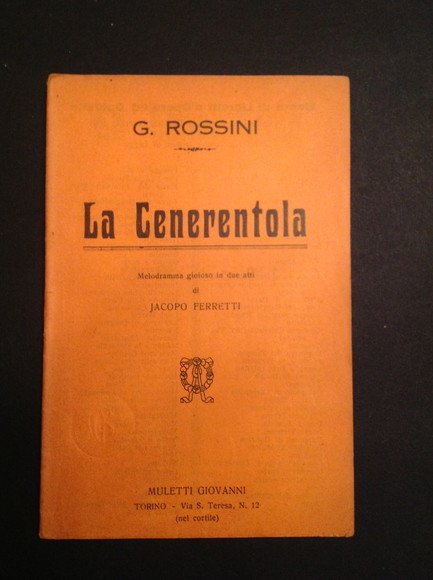 G. ROSSINI
La Cenerentola
Melodramma giocoso in due atti
di
JACOPO FERRETTI
MULETTI GIOVANNI
TORINO - Via S. Teresa, N. 12
(nel cortile)